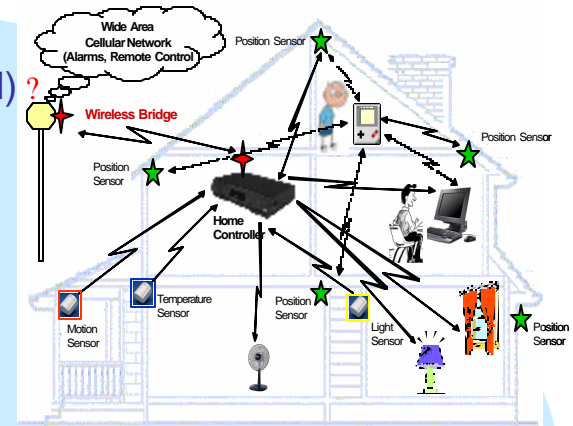 Wide Area
Cellular Network
(Alarms, Remote Control)
l)
?
Position Sensor
Wireless Bridge
Position Sensor
Position
Sensor
Home
Controller
Motion
Sensor
Temperature
Sensor
Position
Sensor
Light
Sensor
Position
Sensor